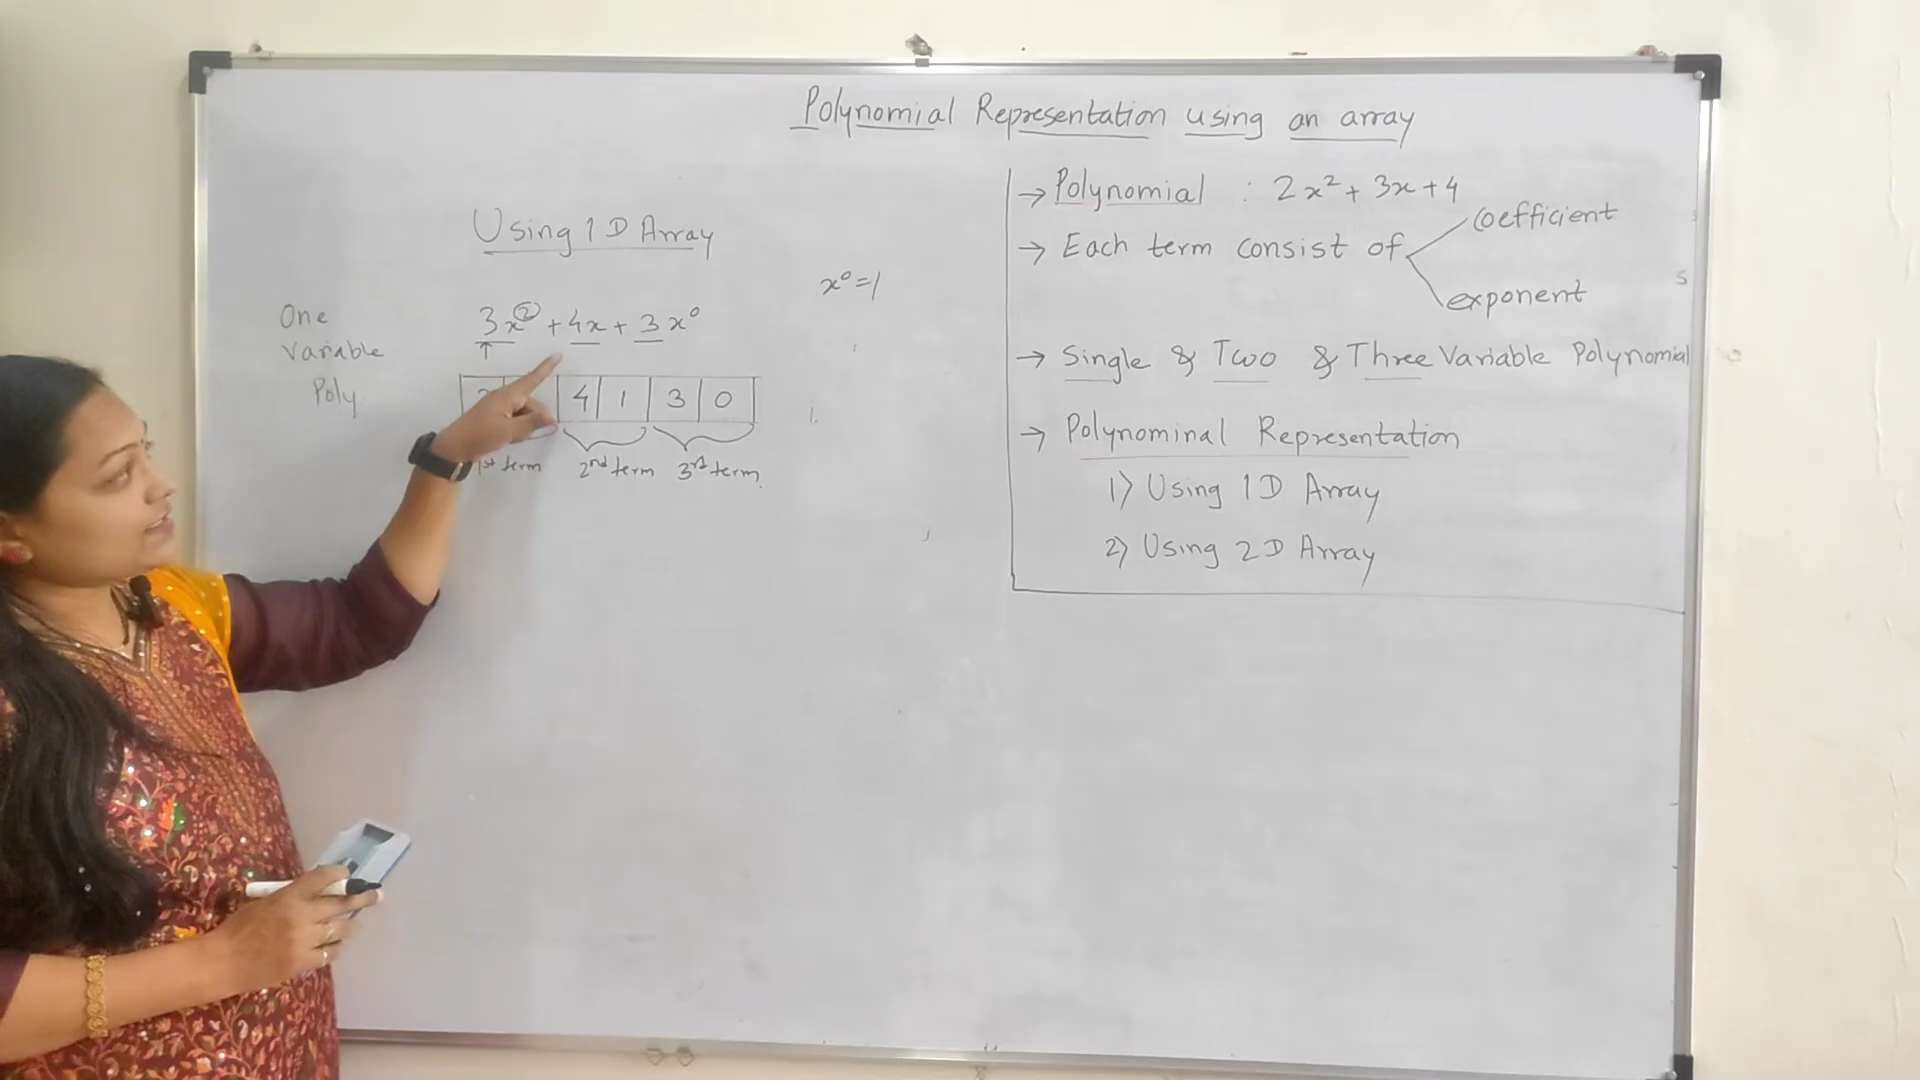 Polynomial Representation using an array
Using 1 D Array
x⁰=1
One
Variable
Poly
3x² + 4x + 3x⁰
4 1 3 0
1st term 2nd term 3rd term
→ Polynomial : 2x² + 3x + 4
→ Each term consist of
coefficient
exponent
→ Single & Two & Three Variable Polynomial
→ Polynominal Representation
1) Using 1D Array
2) Using 2D Array